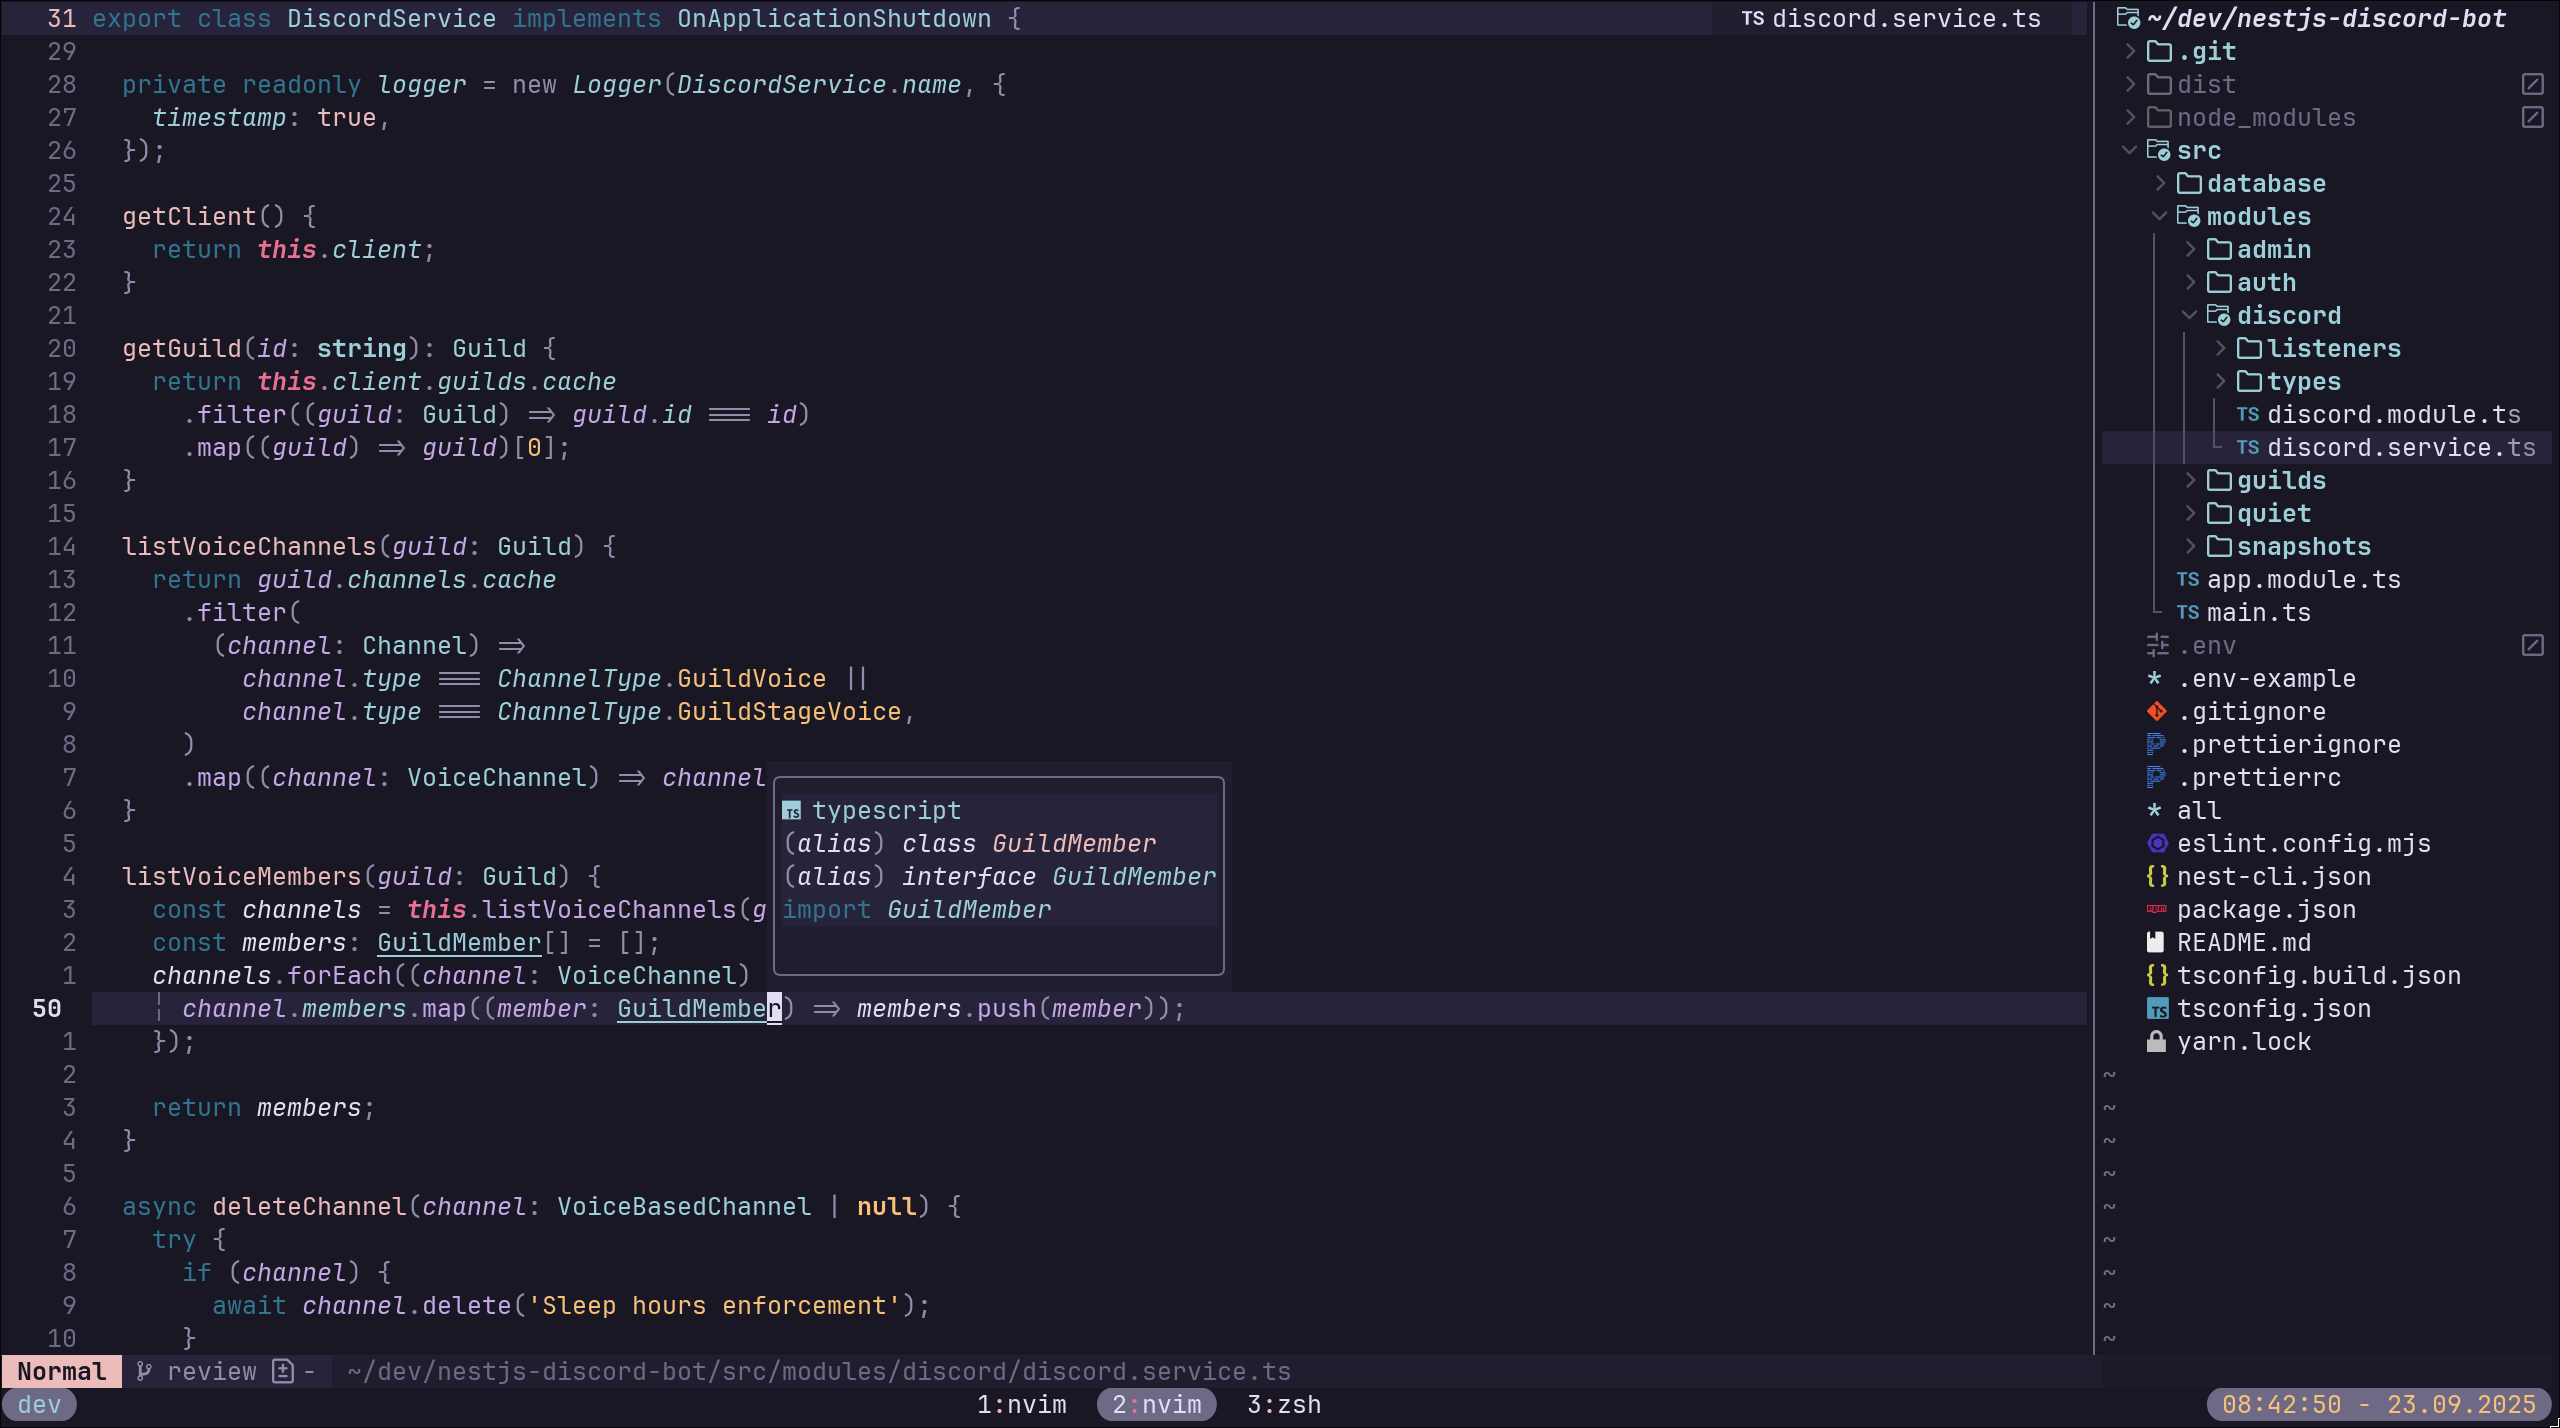 31 export class DiscordService implements OnApplicationShutdown {
TS discord.service.ts
29
28 private readonly logger = new Logger(DiscordService.name, {
27 timestamp: true,
26 });
25
24 getClient() {
23 return this.client;
22 }
21
20 getGuild(id: string): Guild {
19 return this.client.guilds.cache
18 .filter((guild: Guild) => guild.id === id)
17 .map((guild) => guild)[0];
16 }
15
14 listVoiceChannels(guild: Guild) {
13 return guild.channels.cache
12 .filter(
11 (channel: Channel) =>
10 channel.type === ChannelType.GuildVoice ||
9 channel.type === ChannelType.GuildStageVoice,
8 )
7 .map((channel: VoiceChannel) => channel
6 }
5
4 listVoiceMembers(guild: Guild) {
3 const channels = this.listVoiceChannels(g
2 const members: GuildMember[] = [];
1 channels.forEach((channel: VoiceChannel)
50 channel.members.map((member: GuildMember) => members.push(member));
1 });
2
3 return members;
4 }
5
6 async deleteChannel(channel: VoiceBasedChannel | null) {
7 try {
8 if (channel) {
9 await channel.delete('Sleep hours enforcement');
10 }
TS typescript
(alias) class GuildMember
(alias) interface GuildMember
import GuildMember
~/dev/nestjs-discord-bot
.git
dist
node_modules
src
database
modules
admin
auth
discord
listeners
types
TS discord.module.ts
TS discord.service.ts
guilds
quiet
snapshots
TS app.module.ts
TS main.ts
.env
* .env-example
.gitignore
.prettierignore
.prettierrc
* all
eslint.config.mjs
{} nest-cli.json
package.json
README.md
{} tsconfig.build.json
TS tsconfig.json
yarn.lock
~
~
~
~
~
~
~
~
~
Normal review - ~/dev/nestjs-discord-bot/src/modules/discord/discord.service.ts
dev 1:nvim 2:nvim 3:zsh 08:42:50 - 23.09.2025